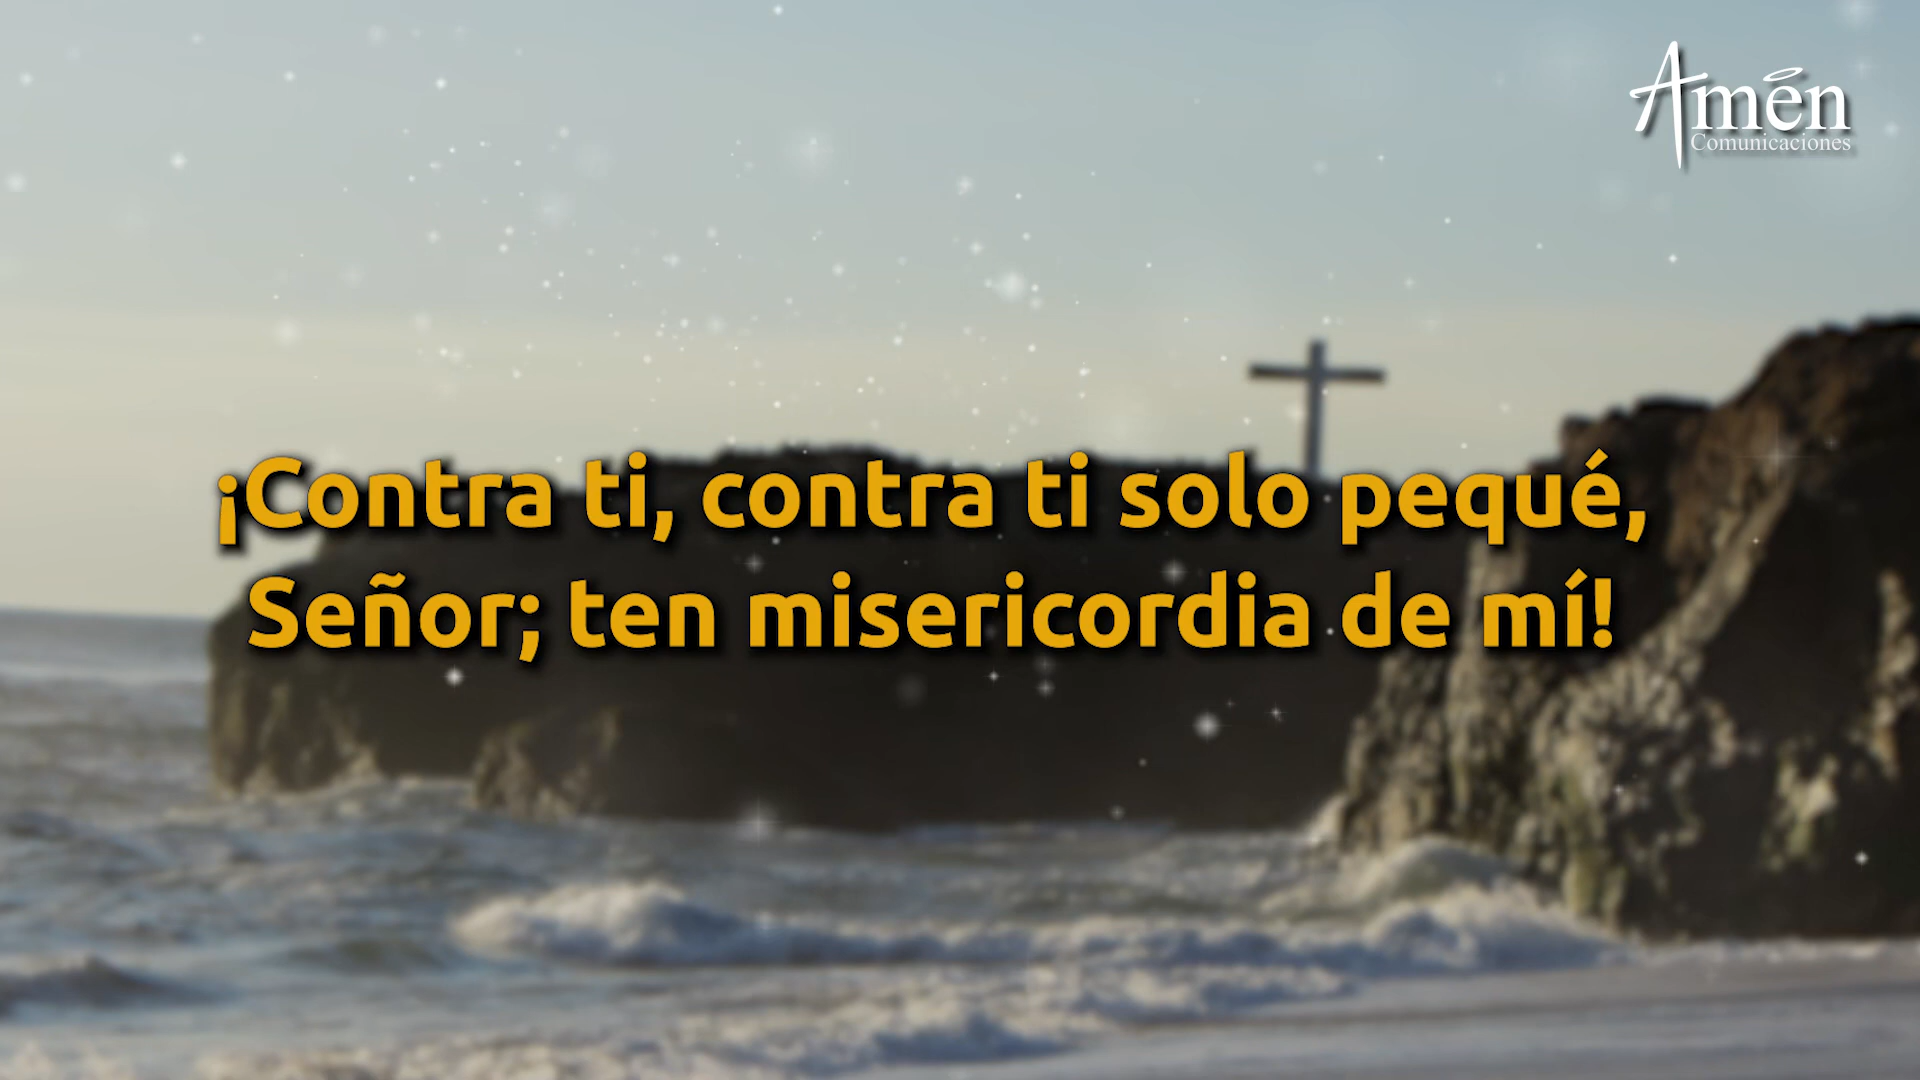 Amén
Comunicaciones
¡Contra ti, contra ti solo pequé,
Señor; ten misericordia de mí!